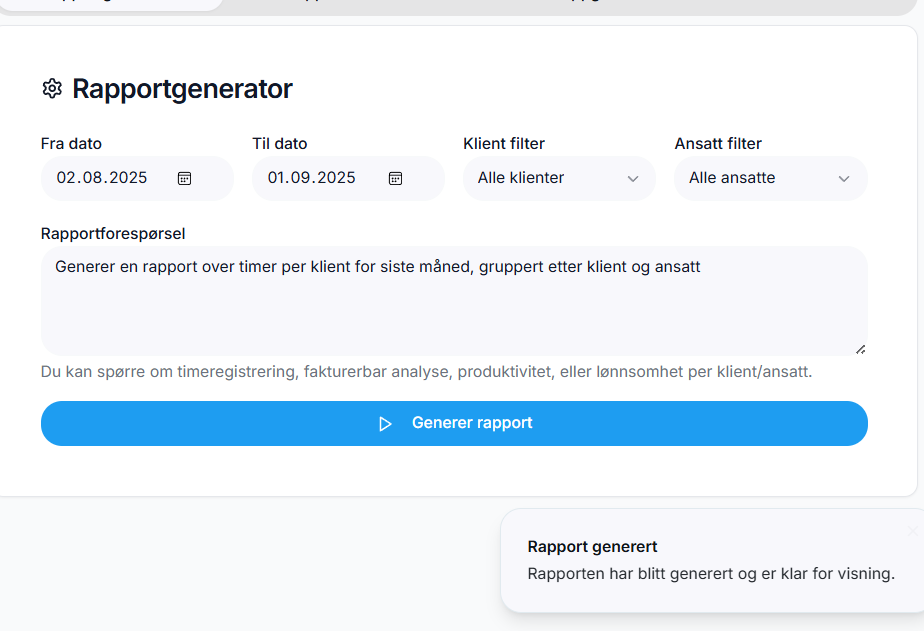 Rapportgenerator
Fra dato
Til dato
Klient filter
Ansatt filter
02.08.2025
01.09.2025
Alle klienter
Alle ansatte
Rapportforespørsel
Generer en rapport over timer per klient for siste måned, gruppert etter klient og ansatt
Du kan spørre om timeregistrering, fakturerbar analyse, produktivitet, eller lønnsomhet per klient/ansatt.
Generer rapport
Rapport generert
Rapporten har blitt generert og er klar for visning.